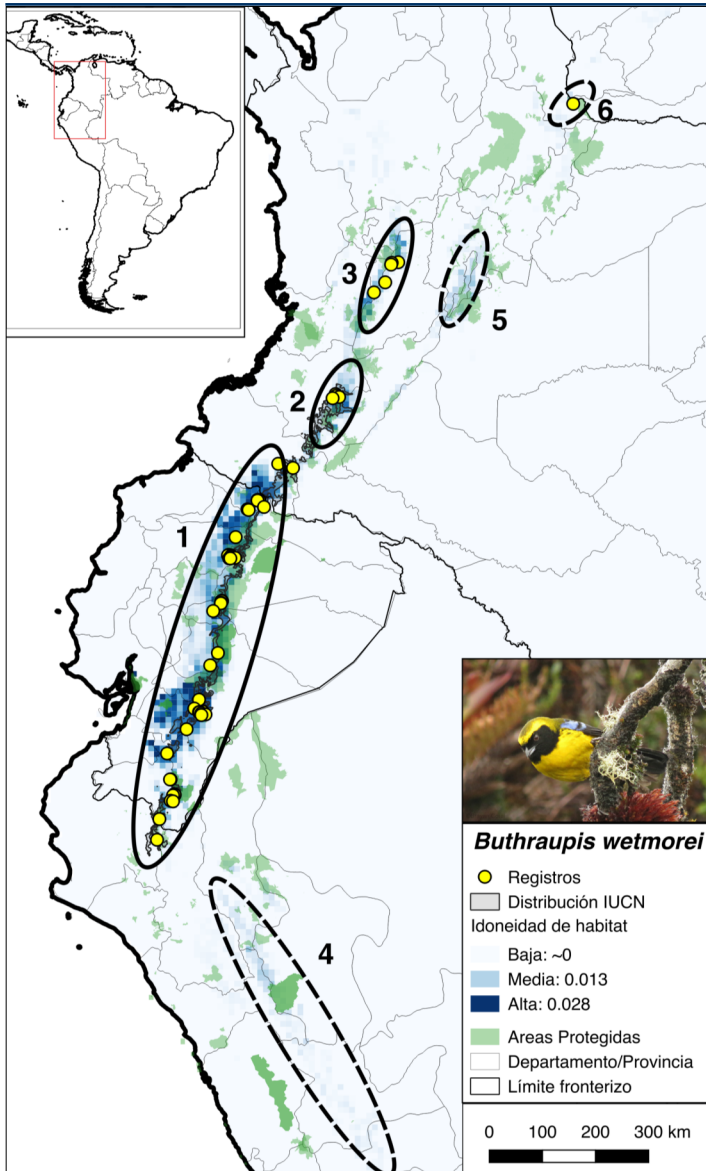 6
3
5
2
1
4
Buthraupis wetmorei
Registros
Distribución IUCN
Idoneidad de habitat
Baja: ~0
Media: 0.013
Alta: 0.028
Areas Protegidas
Departamento/Provincia
Límite fronterizo
0 100 200 300 km